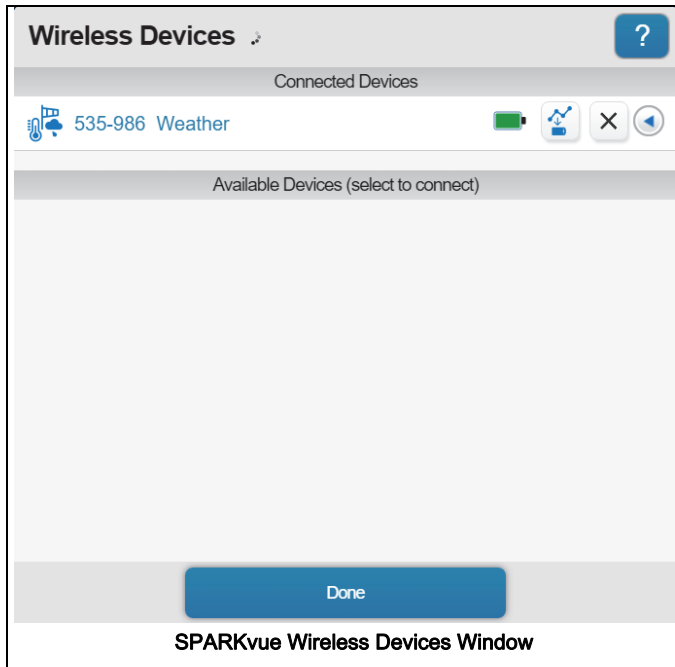 Wireless Devices
?
Connected Devices
535-986 Weather
Available Devices (select to connect)
Done
SPARKvue Wireless Devices Window